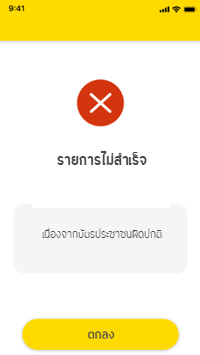 9:41
รายการไม่สำเร็จ
เนื่องจากบัตรประชาชนผิดปกติ
ตกลง